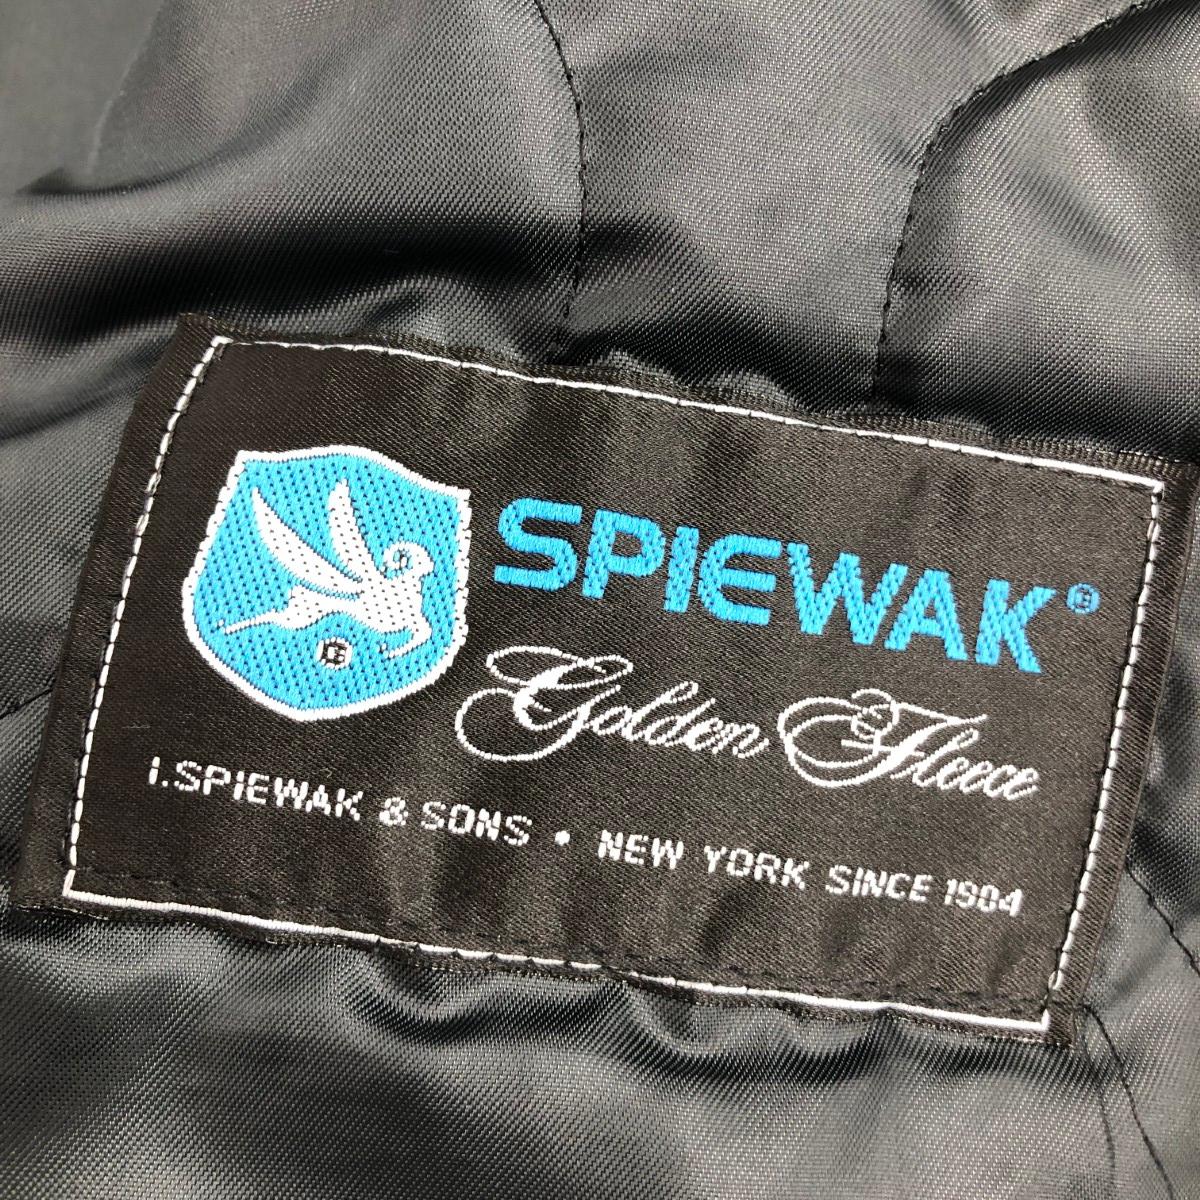 SPIEWAK®
Golden Fleece
I.SPIEWAK & SONS • NEW YORK SINCE 1904